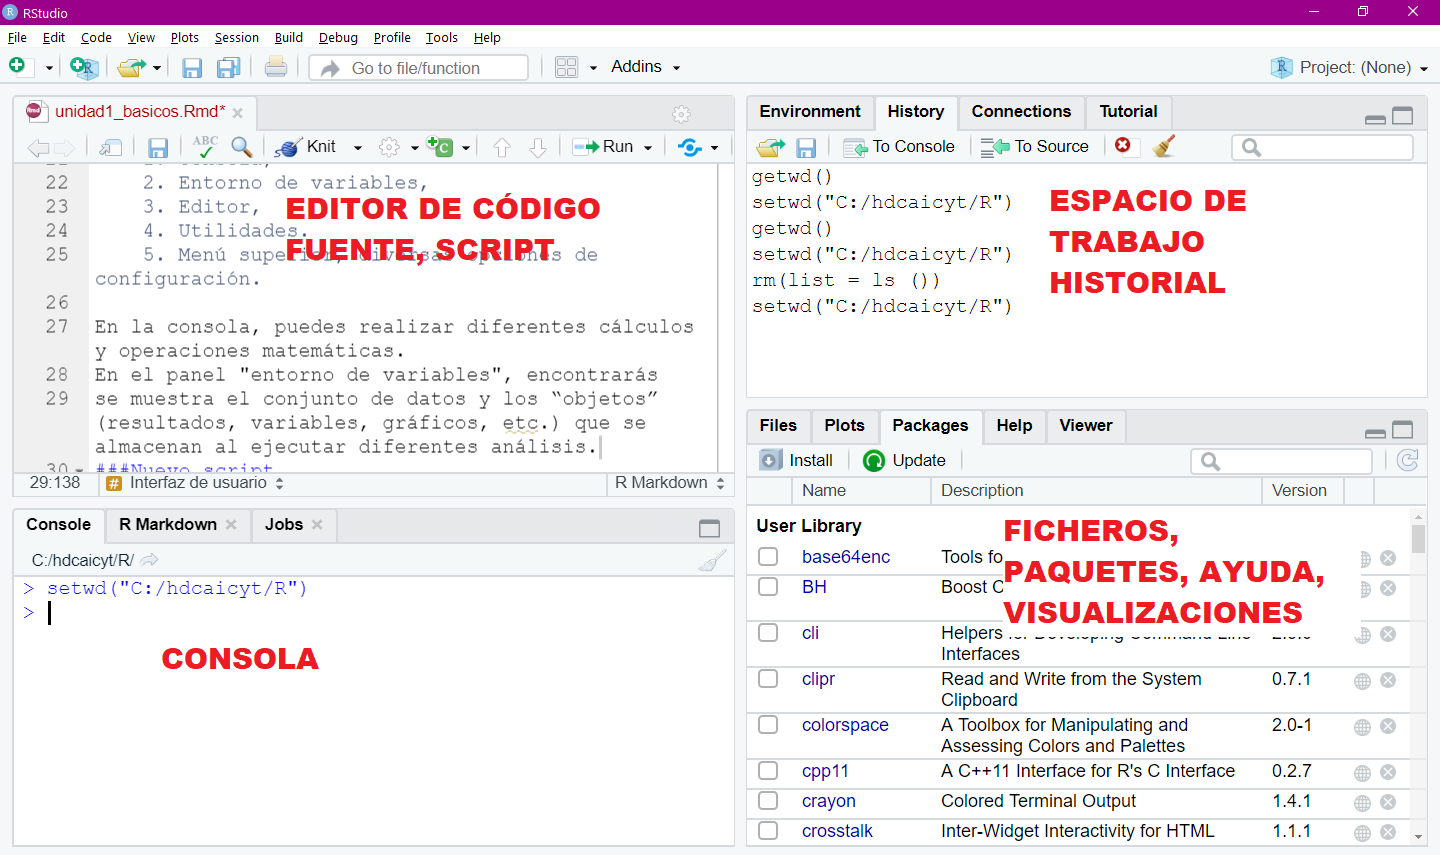 RStudio
File Edit Code View Plots Session Build Debug Profile Tools Help
Go to file/function
Addins
Project: (None)
unidad1_basicos.Rmd*
ABC
Knit
Run
22 2. Entorno de variables,
23 3. Editor,
24 4. Utilidades.
25 5. Menú superior, diversas opciones de
configuración.
26
27 En la consola, puedes realizar diferentes cálculos
y operaciones matemáticas.
28 En el panel "entorno de variables", encontrarás
29 se muestra el conjunto de datos y los “objetos”
(resultados, variables, gráficos, etc.) que se
almacenan al ejecutar diferentes análisis.
30 ###Nuevo script
EDITOR DE CÓDIGO
FUENTE, SCRIPT
29:138 # Interfaz de usuario R Markdown
Console R Markdown Jobs
C:/hdcaicyt/R/
> setwd("C:/hdcaicyt/R")
>
CONSOLA
Environment History Connections Tutorial
To Console To Source
getwd()
setwd("C:/hdcaicyt/R")
getwd()
setwd("C:/hdcaicyt/R")
rm(list = ls ())
setwd("C:/hdcaicyt/R")
ESPACIO DE
TRABAJO
HISTORIAL
Files Plots Packages Help Viewer
Install Update
Name Description Version
User Library
FICHEROS,
PAQUETES, AYUDA,
VISUALIZACIONES
base64enc Tools fo
BH Boost C
cli Helpers for Developing Command Line
Interfaces
clipr Read and Write from the System 0.7.1
Clipboard
colorspace A Toolbox for Manipulating and 2.0-1
Assessing Colors and Palettes
cpp11 A C++11 Interface for R's C Interface 0.2.7
crayon Colored Terminal Output 1.4.1
crosstalk Inter-Widget Interactivity for HTML 1.1.1